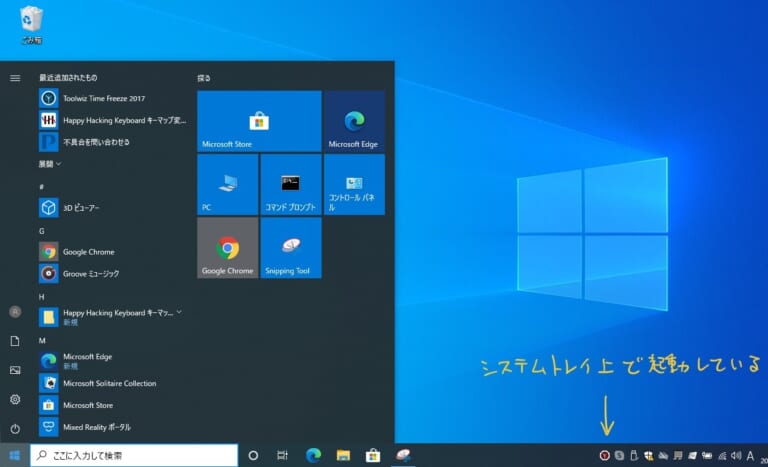 ごみ箱
最近追加されたもの
Toolwiz Time Freeze 2017
Happy Hacking Keyboard キーマップ変...
不具合を問い合わせる
展開
#
3D ビューアー
G
Google Chrome
Groove ミュージック
H
Happy Hacking Keyboard キーマッ...
新規
M
Microsoft Edge
新規
Microsoft Solitaire Collection
Microsoft Store
Mixed Reality ポータル
探る
Microsoft Store
Microsoft Edge
PC
コマンド プロンプト
コントロール パネル
Google Chrome
Snipping Tool
システムトレイ上で起動している
ここに入力して検索
A
20